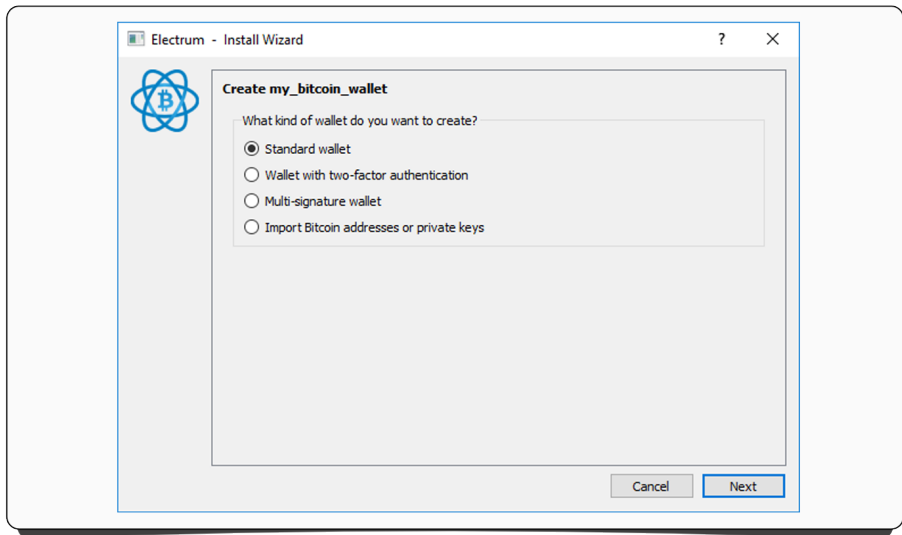 Electrum - Install Wizard
? 
Create my_bitcoin_wallet
What kind of wallet do you want to create?
Standard wallet
Wallet with two-factor authentication
Multi-signature wallet
Import Bitcoin addresses or private keys
Cancel Next